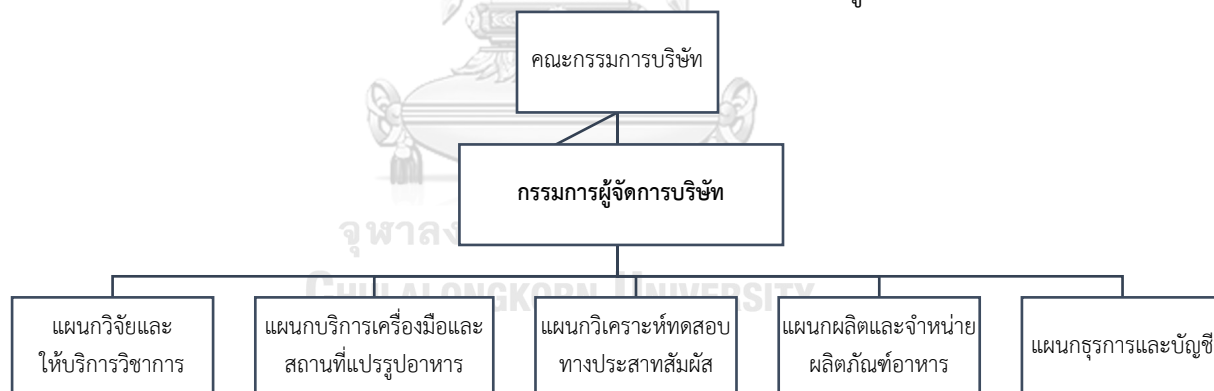 คณะกรรมการบริษัท
กรรมการผู้จัดการบริษัท
จุฬาลง
CHULALONGKORN UNIVERSITY
แผนกวิจัยและ
ให้บริการวิชาการ
แผนกบริการเครื่องมือและ
สถานที่แปรรูปอาหาร
แผนกวิเคราะห์ทดสอบ
ทางประสาทสัมผัส
แผนกผลิตและจำหน่าย
ผลิตภัณฑ์อาหาร
แผนกธุรการและบัญชี